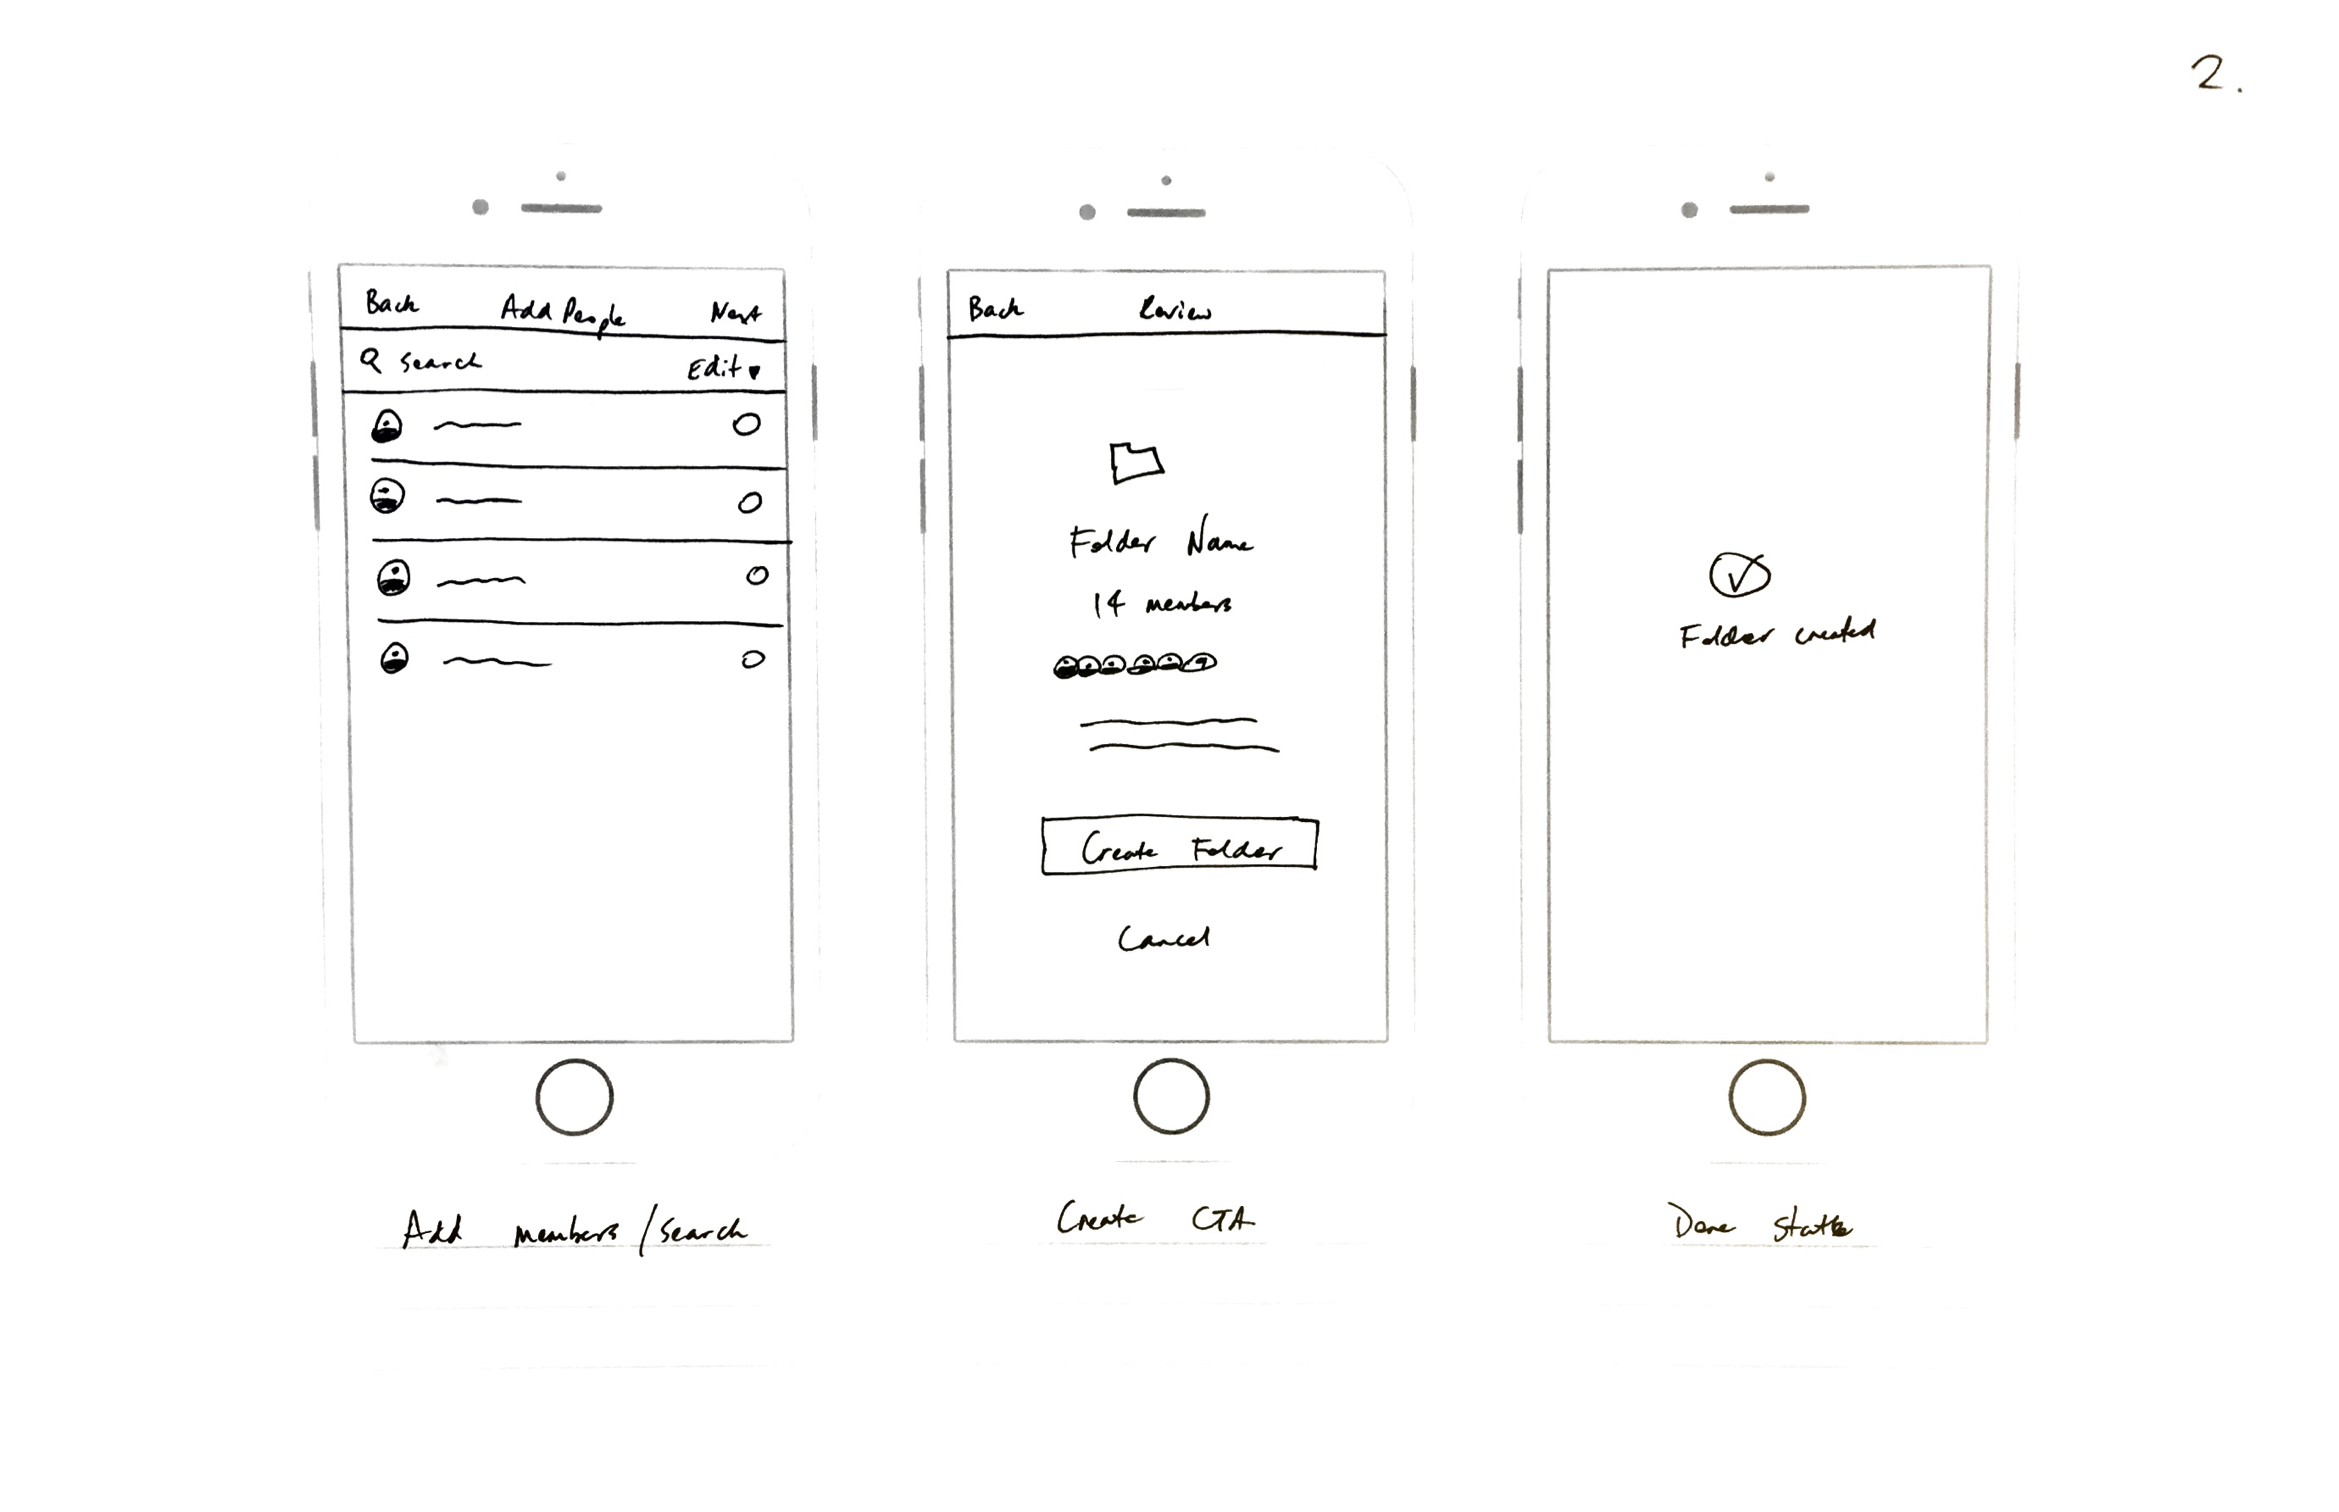 2.
Back Add People Next
Search Edit
Back Review
Folder Name
14 members
Create Folder
Cancel
Folder created
Add members / search
Create CTA
Done state